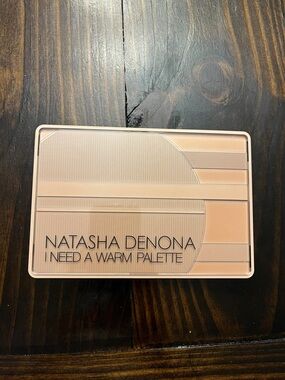 NATASHA DENONA
I NEED A WARM PALETTE